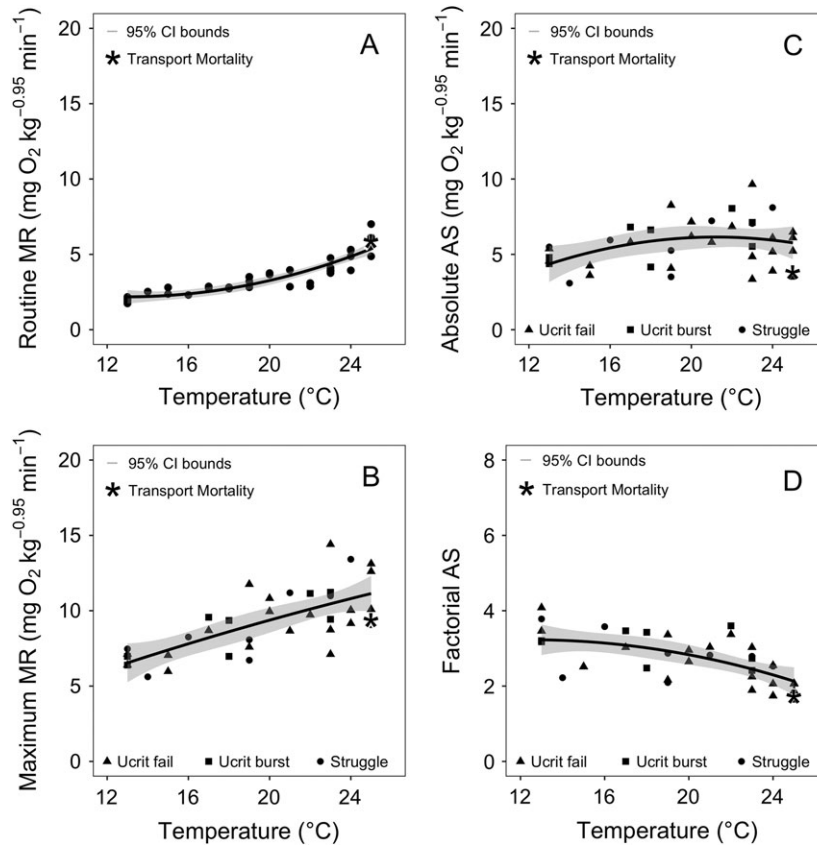 A
95% CI bounds
Transport Mortality
Routine MR (mg O₂ kg⁻⁰·⁹⁵ min⁻¹)
20
15
10
5
0
12 16 20 24
Temperature (°C)
C
95% CI bounds
Transport Mortality
Absolute AS (mg O₂ kg⁻⁰·⁹⁵ min⁻¹)
20
15
10
5
0
Ucrit fail Ucrit burst Struggle
12 16 20 24
Temperature (°C)
B
95% CI bounds
Transport Mortality
Maximum MR (mg O₂ kg⁻⁰·⁹⁵ min⁻¹)
20
15
10
5
0
Ucrit fail Ucrit burst Struggle
12 16 20 24
Temperature (°C)
D
95% CI bounds
Transport Mortality
Factorial AS
8
6
4
2
0
Ucrit fail Ucrit burst Struggle
12 16 20 24
Temperature (°C)